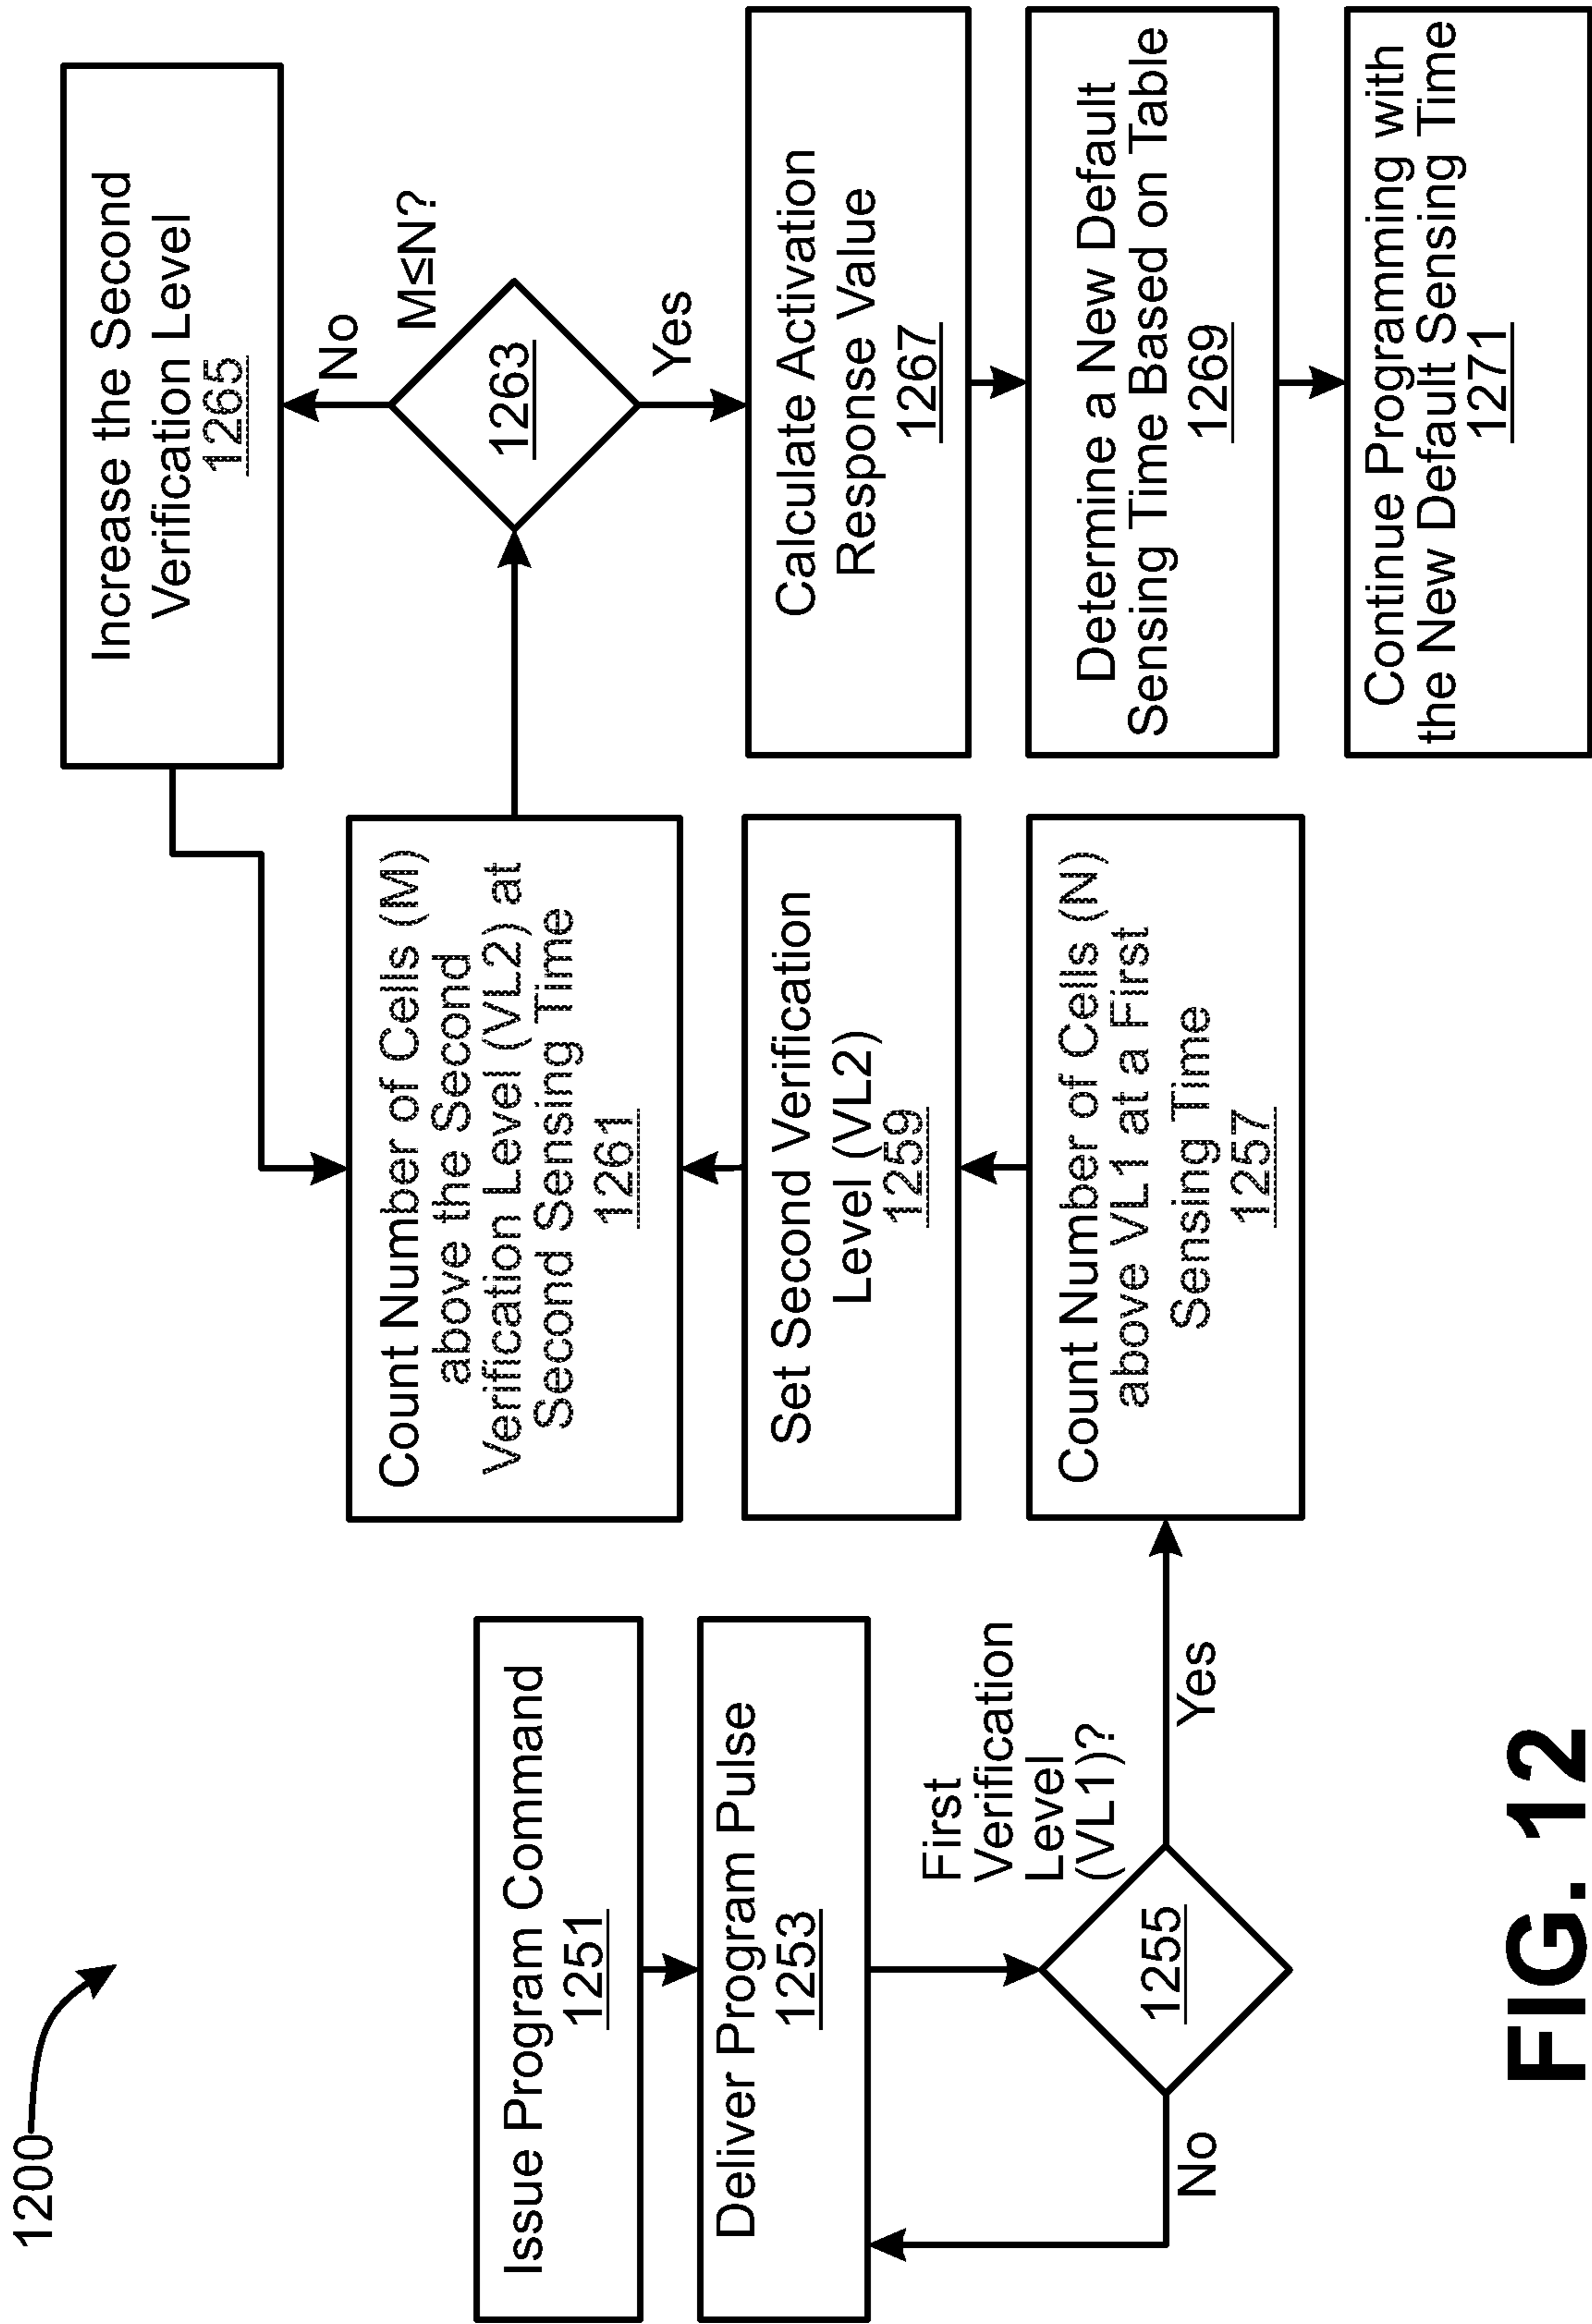 1200
Issue Program Command
1251
Deliver Program Pulse
1253
First
Verification
Level
(VL1)?
1255
No
Yes
Count Number of Cells (N)
above VL1 at a First
Sensing Time
1257
Set Second Verification
Level (VL2)
1259
Count Number of Cells (M)
above the Second
Verification Level (VL2) at
Second Sensing Time
1261
M≤N?
1263
No
Yes
Increase the Second
Verification Level
1265
Calculate Activation
Response Value
1267
Determine a New Default
Sensing Time Based on Table
1269
Continue Programming with
the New Default Sensing Time
1271
FIG. 12